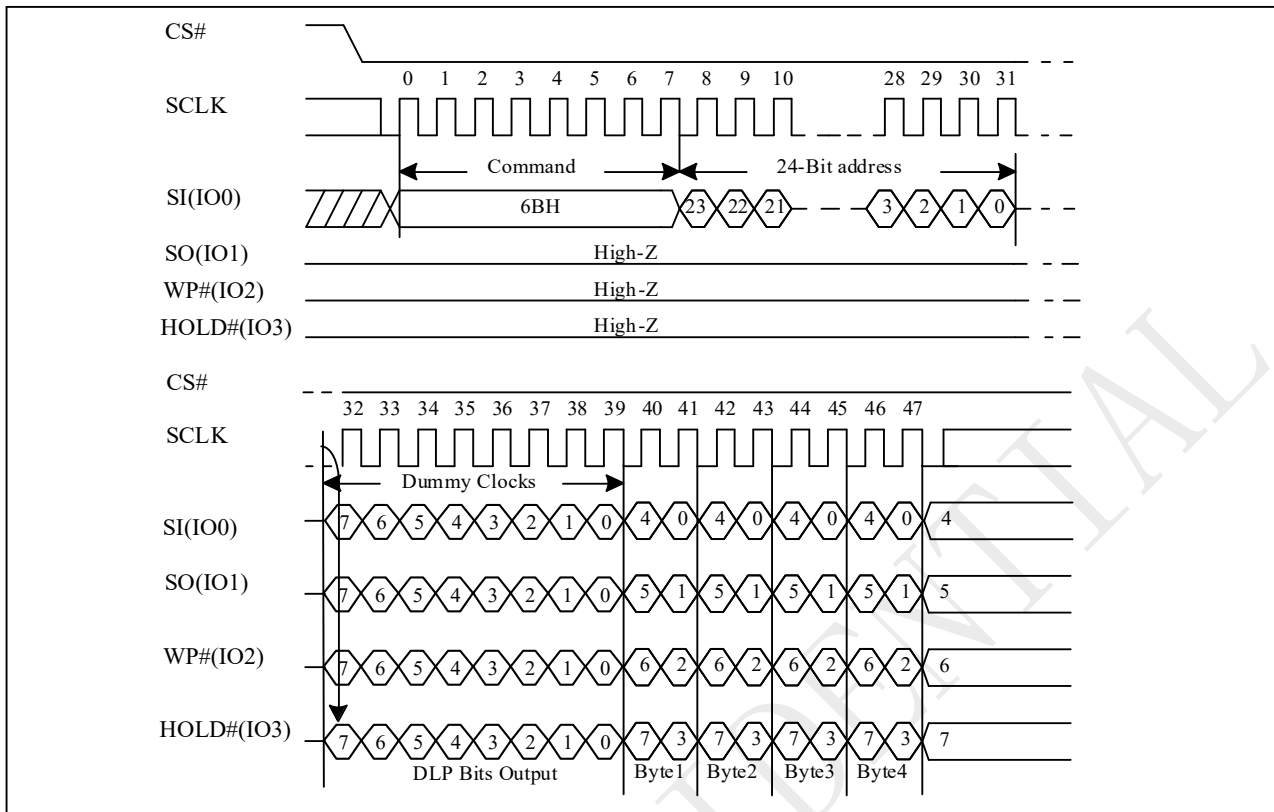 CS#
0 1 2 3 4 5 6 7 8 9 10 28 29 30 31
SCLK
Command 24-Bit address
SI(IO0) 6BH 23 22 21 3 2 1 0
SO(IO1) High-Z
WP#(IO2) High-Z
HOLD#(IO3) High-Z
CS#
32 33 34 35 36 37 38 39 40 41 42 43 44 45 46 47
SCLK
Dummy Clocks
SI(IO0) 7 6 5 4 3 2 1 0 4 0 4 0 4 0 4 0 4
SO(IO1) 7 6 5 4 3 2 1 0 5 1 5 1 5 1 5 1 5
WP#(IO2) 7 6 5 4 3 2 1 0 6 2 6 2 6 2 6 2 6
HOLD#(IO3) 7 6 5 4 3 2 1 0 7 3 7 3 7 3 7 3 7
DLP Bits Output Byte1 Byte2 Byte3 Byte4
IDENTIAL